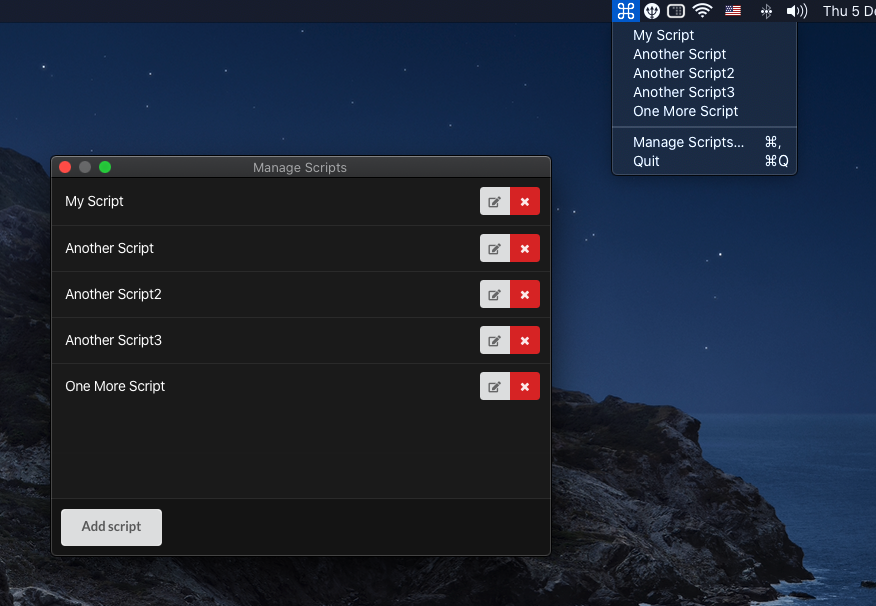 Thu 5 D
My Script
Another Script
Another Script2
Another Script3
One More Script
Manage Scripts... ⌘,
Quit ⌘Q
Manage Scripts
My Script
Another Script
Another Script2
Another Script3
One More Script
Add script